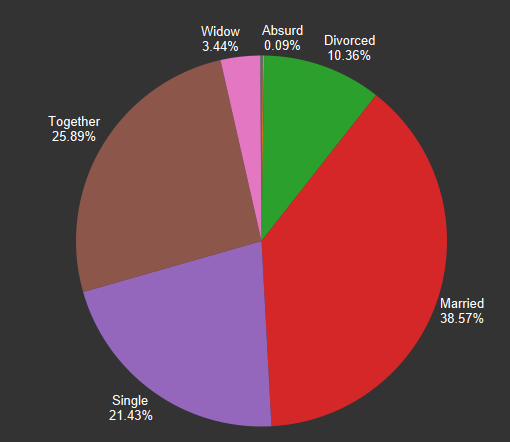 Widow
3.44%
Absurd
0.09%
Divorced
10.36%
Together
25.89%
Married
38.57%
Single
21.43%